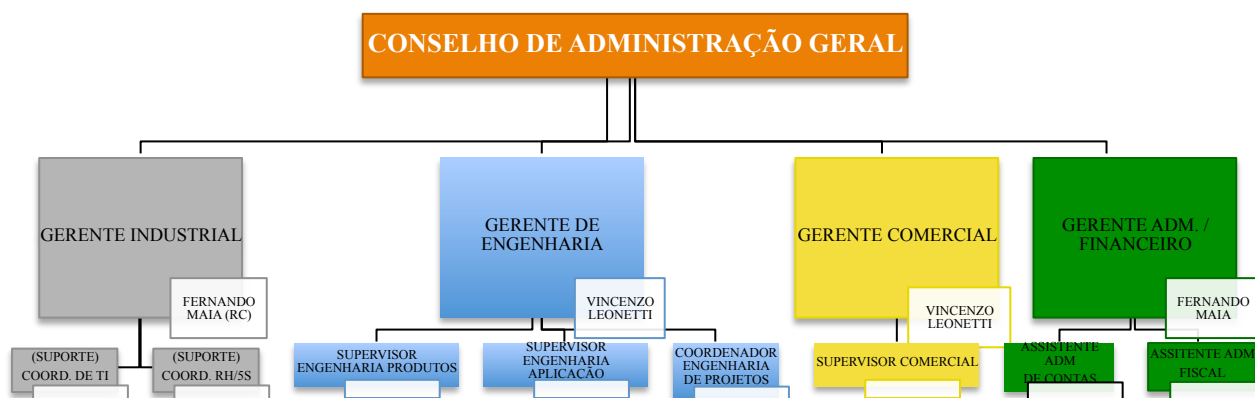 CONSELHO DE ADMINISTRAÇÃO GERAL
GERENTE INDUSTRIAL
FERNANDO
MAIA (RC)
GERENTE DE
ENGENHARIA
VINCENZO
LEONETTI
GERENTE COMERCIAL
VINCENZO
LEONETTI
GERENTE ADM. /
FINANCEIRO
FERNANDO
MAIA
(SUPORTE)
COORD. DE TI
(SUPORTE)
COORD. RH/5S
SUPERVISOR
ENGENHARIA PRODUTOS
SUPERVISOR
ENGENHARIA
APLICAÇÃO
COORDENADOR
ENGENHARIA
DE PROJETOS
SUPERVISOR COMERCIAL
ASSISTENTE
ADM
DE CONTAS
ASSITENTE ADM
FISCAL